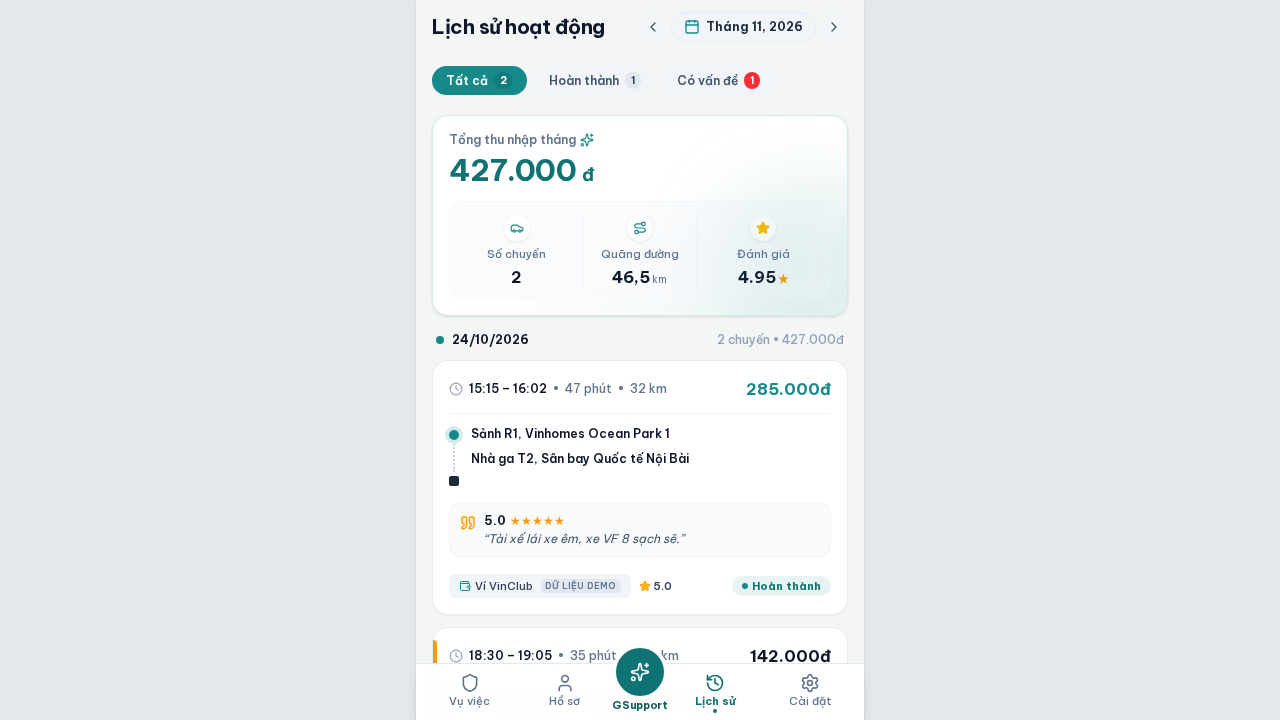 Lịch sử hoạt động
Tháng 11, 2026
Tất cả 2
Hoàn thành 1
Có vấn đề 1
Tổng thu nhập tháng
427.000 đ
Số chuyến
2
Quãng đường
46,5 km
Đánh giá
4.95 ★
24/10/2026
2 chuyến • 427.000đ
15:15 – 16:02 • 47 phút • 32 km
285.000đ
Sảnh R1, Vinhomes Ocean Park 1
Nhà ga T2, Sân bay Quốc tế Nội Bài
5.0 ★★★★★
“Tài xế lái xe êm, xe VF 8 sạch sẽ.”
Ví VinClub DỮ LIỆU DEMO 5.0
Hoàn thành
18:30 – 19:05 • 35 phút km
142.000đ
Vụ việc
Hồ sơ
GSupport
Lịch sử
Cài đặt